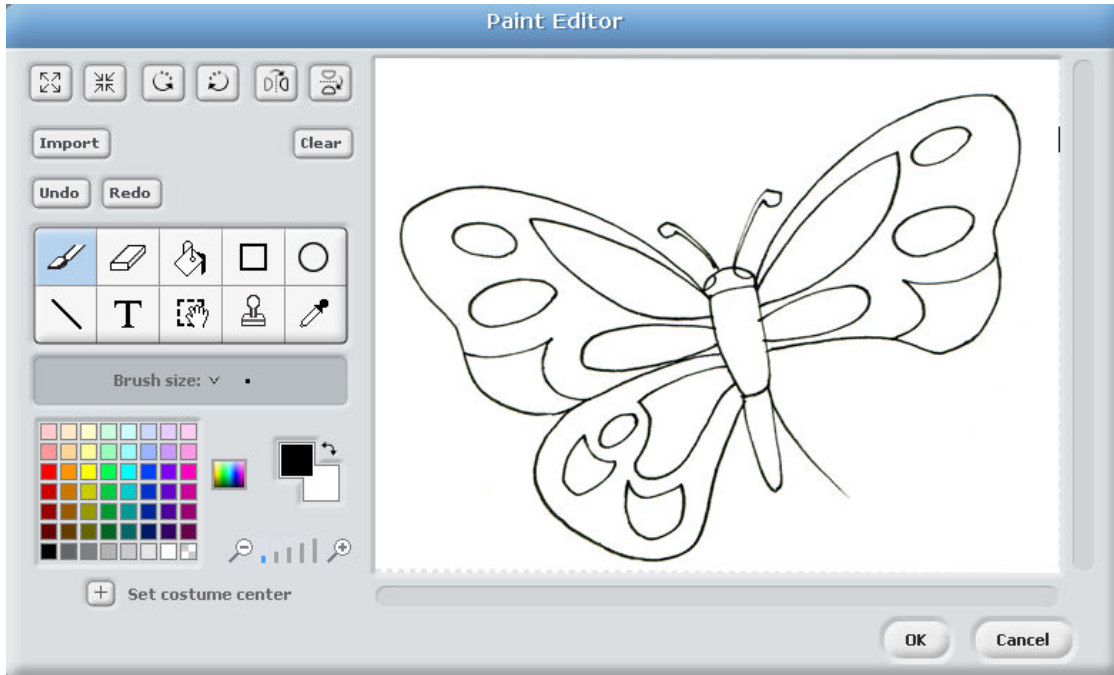 Paint Editor
Import
Clear
Undo Redo
T
Brush size:
Set costume center
OK
Cancel